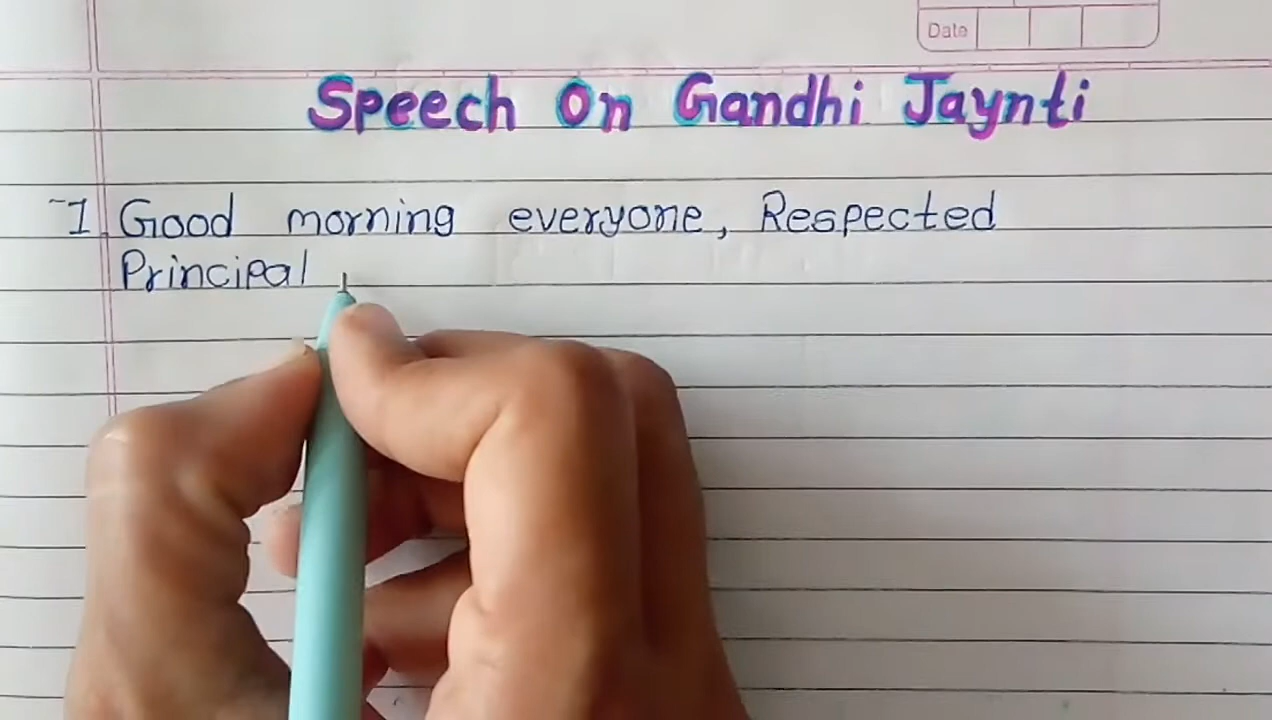 Date
Speech On Gandhi Jaynti
1. Good morning everyone, Respected
Principal